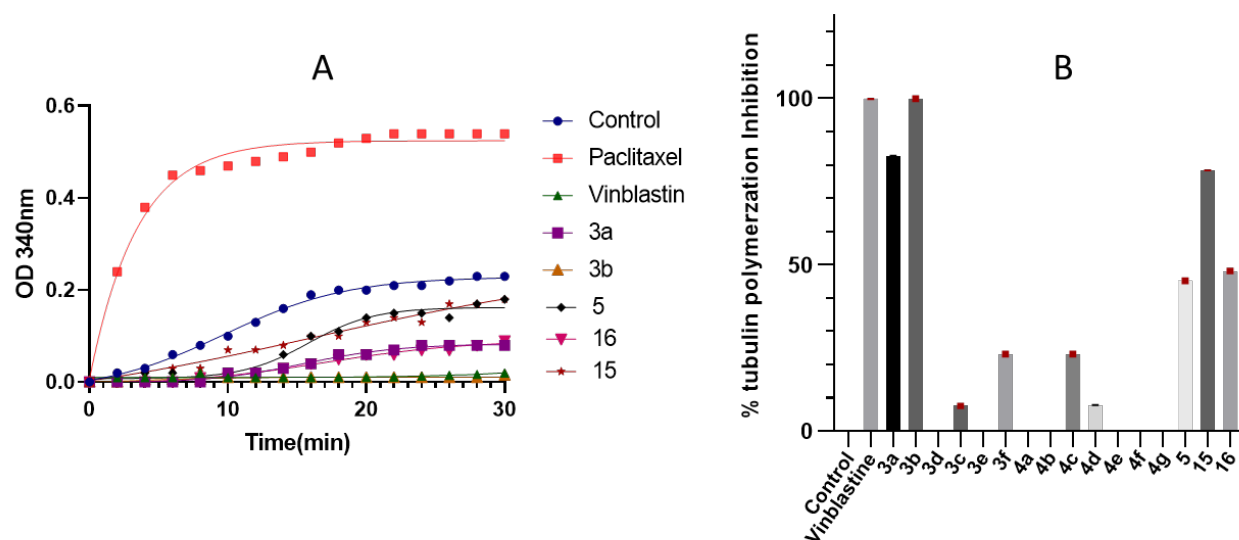 A
OD 340nm
0.6
0.4
0.2
0.0
0
10
20
30
Time(min)
Control
Paclitaxel
Vinblastin
3a
3b
5
16
15
B
% tubulin polymerzation Inhibition
100
50
0
Control
Vinblastine
3a
3b
3d
3c
3e
3f
4a
4b
4c
4d
4e
4f
4g
5
15
16